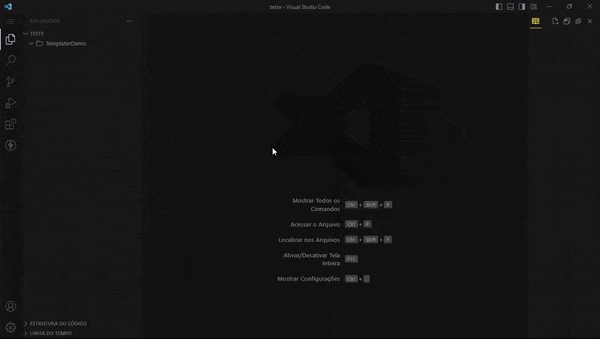 teste - Visual Studio Code
EXPLORADOR
TESTE
TemplaterDemo
Mostrar Todos os
Comandos
Ctrl + Shift + P
Acessar o Arquivo
Ctrl + P
Localizar nos Arquivos
Ctrl + Shift + F
Ativar/Desativar Tela
Inteira
F11
Mostrar Configurações
Ctrl + ,
ESTRUTURA DO CÓDIGO
LINHA DO TEMPO